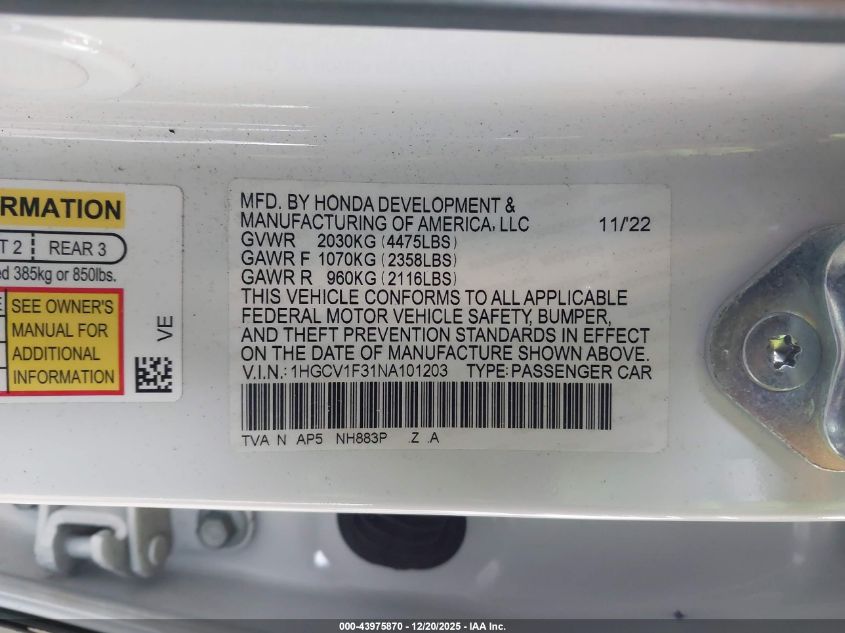 RMATION
T 2 REAR 3
ed 385kg or 850lbs.
SEE OWNER'S
MANUAL FOR
ADDITIONAL
INFORMATION
VE
MFD. BY HONDA DEVELOPMENT &
MANUFACTURING OF AMERICA, LLC 11/'22
GVWR 2030KG (4475LBS)
GAWR F 1070KG (2358LBS)
GAWR R 960KG (2116LBS)
THIS VEHICLE CONFORMS TO ALL APPLICABLE
FEDERAL MOTOR VEHICLE SAFETY, BUMPER,
AND THEFT PREVENTION STANDARDS IN EFFECT
ON THE DATE OF MANUFACTURE SHOWN ABOVE.
V.I.N.: 1HGCV1F31NA101203 TYPE: PASSENGER CAR
TVA N AP5 NH883P .Z .A
000-43975870 - 12/20/2025 - IAA Inc.